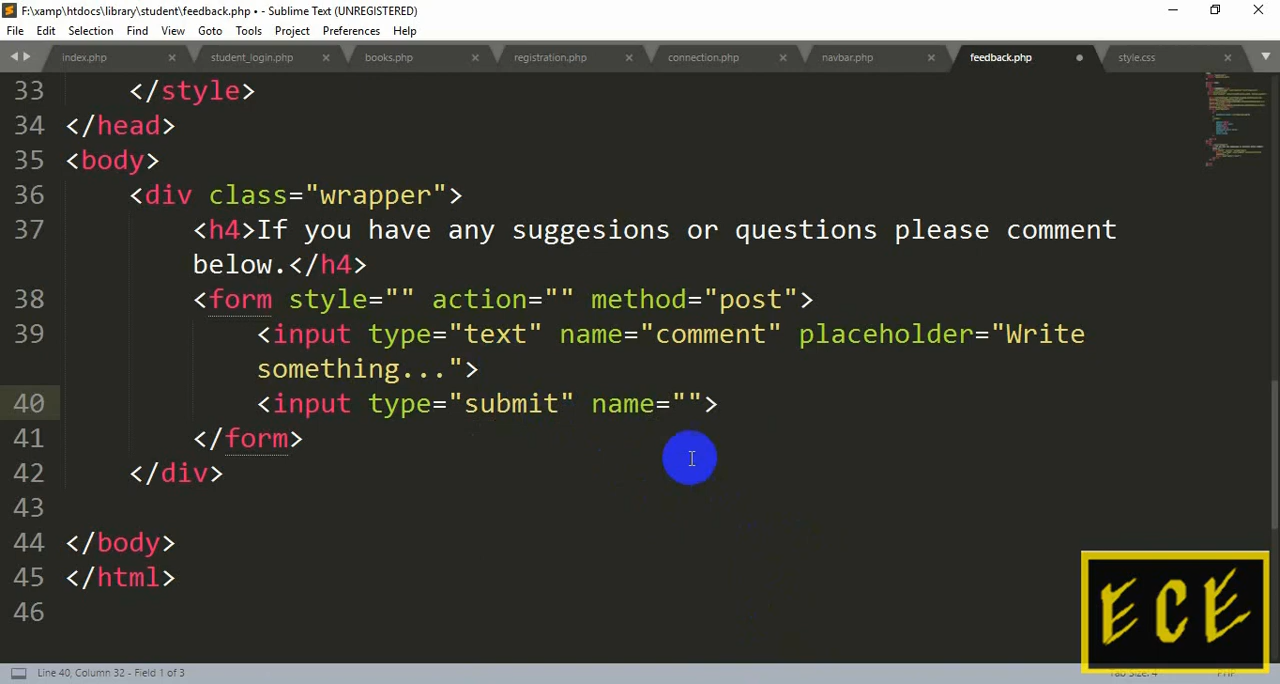 F:\xamp\htdocs\library\student\feedback.php • - Sublime Text (UNREGISTERED)
File Edit Selection Find View Goto Tools Project Preferences Help
index.php student_login.php books.php registration.php connection.php navbar.php feedback.php style.css
33 </style>
34 </head>
35 <body>
36 <div class="wrapper">
37 <h4>If you have any suggesions or questions please comment
below.</h4>
38 <form style="" action="" method="post">
39 <input type="text" name="comment" placeholder="Write
something...">
40 <input type="submit" name="">
41 </form>
42 </div>
43
44 </body>
45 </html>
46
ECE
Line 40, Column 32 - Field 1 of 3
Tab Size: 4 PHP